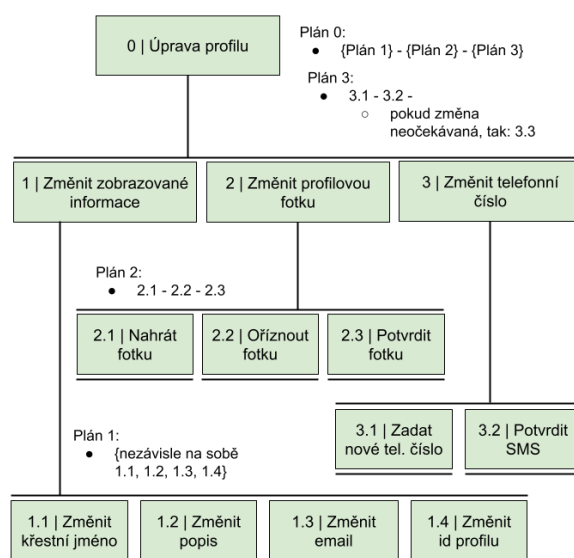 0 | Úprava profilu
Plán 0:
● {Plán 1} - {Plán 2} - {Plán 3}
Plán 3:
● 3.1 - 3.2 -
○ pokud změna
neočekávaná, tak: 3.3
1 | Změnit zobrazované
informace
2 | Změnit profilovou
fotku
3 | Změnit telefonní
číslo
Plán 2:
● 2.1 - 2.2 - 2.3
2.1 | Nahrát
fotku
2.2 | Oříznout
fotku
2.3 | Potvrdit
fotku
3.1 | Zadat
nové tel. číslo
3.2 | Potvrdit
SMS
Plán 1:
● {nezávisle na sobě
1.1, 1.2, 1.3, 1.4}
1.1 | Změnit
křestní jméno
1.2 | Změnit
popis
1.3 | Změnit
email
1.4 | Změnit
id profilu